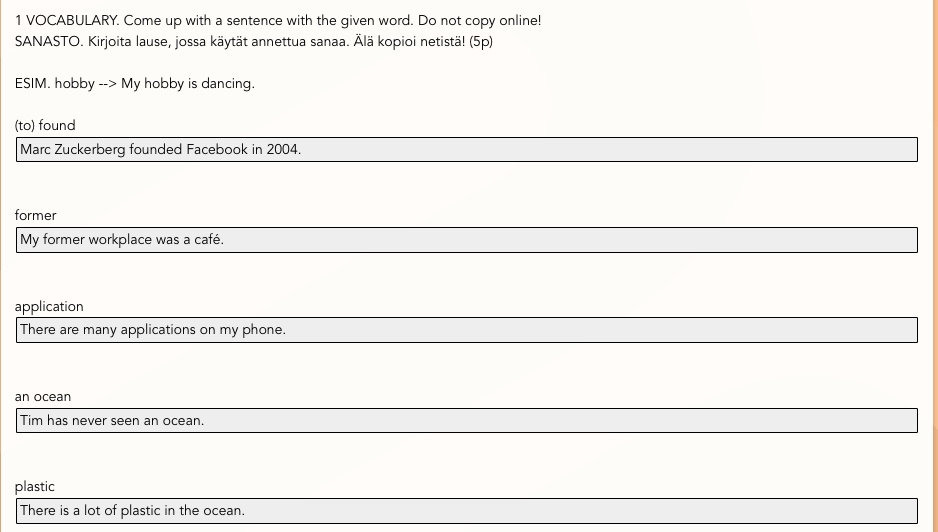 1 VOCABULARY. Come up with a sentence with the given word. Do not copy online!
SANASTO. Kirjoita lause, jossa käytät annettua sanaa. Älä kopioi netistä! (5p)
ESIM. hobby --> My hobby is dancing.
(to) found
Marc Zuckerberg founded Facebook in 2004.
former
My former workplace was a café.
application
There are many applications on my phone.
an ocean
Tim has never seen an ocean.
plastic
There is a lot of plastic in the ocean.